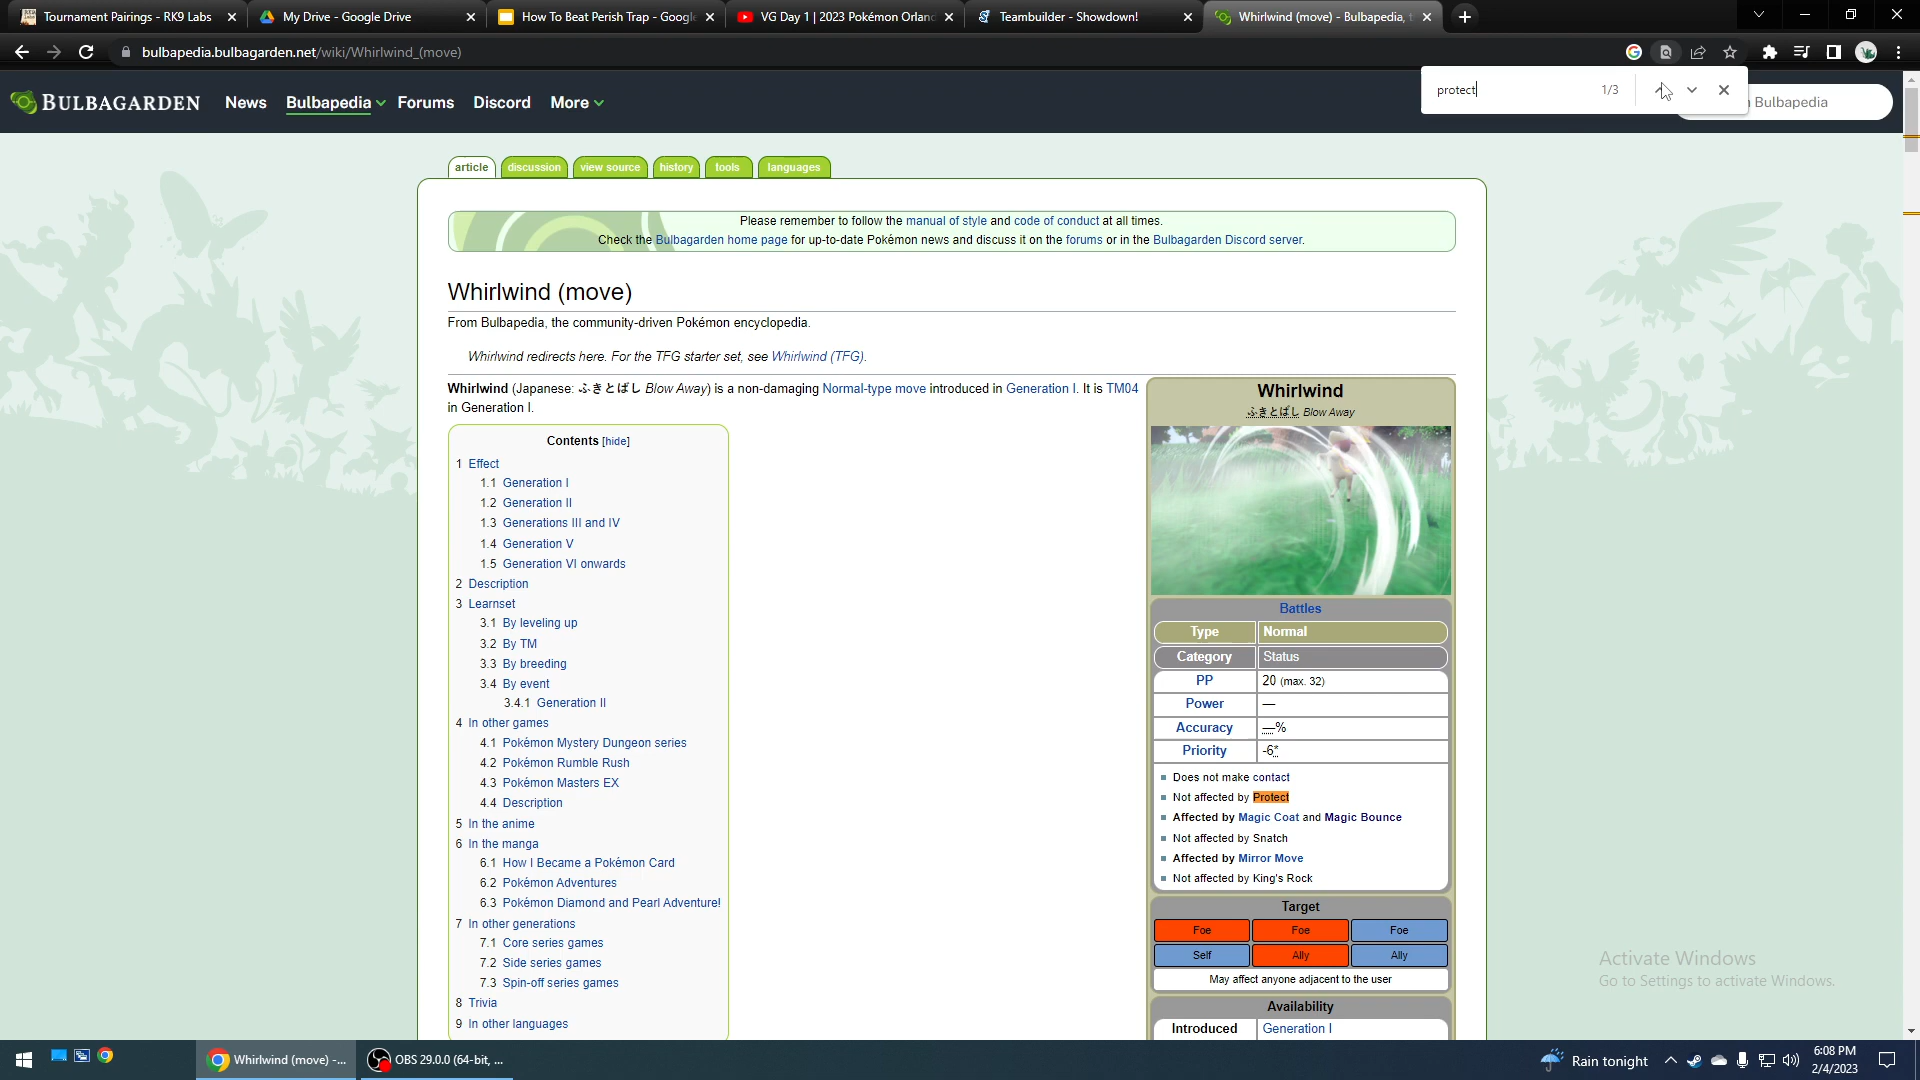 Tournament Pairings - RK9 Labs
My Drive - Google Drive
How To Beat Perish Trap - Google
VG Day 1 | 2023 Pokémon Orlan
Teambuilder - Showdown!
Whirlwind (move) - Bulbapedia, t
bulbapedia.bulbagarden.net/wiki/Whirlwind_(move)
protect
1/3
BULBAGARDEN
News
Bulbapedia
Forums
Discord
More
Bulbapedia
article
discussion
view source
history
tools
languages
Please remember to follow the manual of style and code of conduct at all times.
Check the Bulbagarden home page for up-to-date Pokémon news and discuss it on the forums or in the Bulbagarden Discord server.
Whirlwind (move)
From Bulbapedia, the community-driven Pokémon encyclopedia.
Whirlwind redirects here. For the TFG starter set, see Whirlwind (TFG).
Whirlwind (Japanese: ふきとばし Blow Away) is a non-damaging Normal-type move introduced in Generation I. It is TM04
in Generation I.
Contents [hide]
1 Effect
1.1 Generation I
1.2 Generation II
1.3 Generations III and IV
1.4 Generation V
1.5 Generation VI onwards
2 Description
3 Learnset
3.1 By leveling up
3.2 By TM
3.3 By breeding
3.4 By event
3.4.1 Generation II
4 In other games
4.1 Pokémon Mystery Dungeon series
4.2 Pokémon Rumble Rush
4.3 Pokémon Masters EX
4.4 Description
5 In the anime
6 In the manga
6.1 How I Became a Pokémon Card
6.2 Pokémon Adventures
6.3 Pokémon Diamond and Pearl Adventure!
7 In other generations
7.1 Core series games
7.2 Side series games
7.3 Spin-off series games
8 Trivia
9 In other languages
Whirlwind
ふきとばし Blow Away
Battles
Type Normal
Category Status
PP 20 (max. 32)
Power —
Accuracy —%
Priority -6*
Does not make contact
Not affected by Protect
Affected by Magic Coat and Magic Bounce
Not affected by Snatch
Affected by Mirror Move
Not affected by King's Rock
Target
Foe Foe Foe
Self Ally Ally
May affect anyone adjacent to the user
Availability
Introduced Generation I
Activate Windows
Go to Settings to activate Windows.
Whirlwind (move) -...
OBS 29.0.0 (64-bit, ...
Rain tonight
6:08 PM
2/4/2023